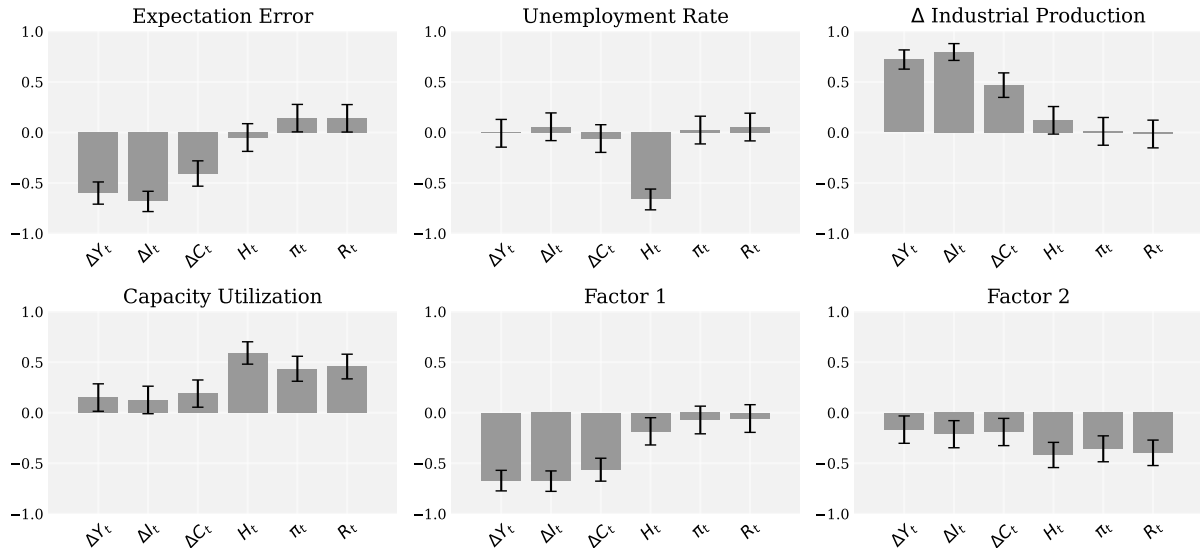 Expectation Error
1.0
0.5
0.0
−0.5
−1.0
ΔYₜ ΔIₜ ΔCₜ Hₜ πₜ Rₜ
Unemployment Rate
1.0
0.5
0.0
−0.5
−1.0
ΔYₜ ΔIₜ ΔCₜ Hₜ πₜ Rₜ
Δ Industrial Production
1.0
0.5
0.0
−0.5
−1.0
ΔYₜ ΔIₜ ΔCₜ Hₜ πₜ Rₜ
Capacity Utilization
1.0
0.5
0.0
−0.5
−1.0
ΔYₜ ΔIₜ ΔCₜ Hₜ πₜ Rₜ
Factor 1
1.0
0.5
0.0
−0.5
−1.0
ΔYₜ ΔIₜ ΔCₜ Hₜ πₜ Rₜ
Factor 2
1.0
0.5
0.0
−0.5
−1.0
ΔYₜ ΔIₜ ΔCₜ Hₜ πₜ Rₜ